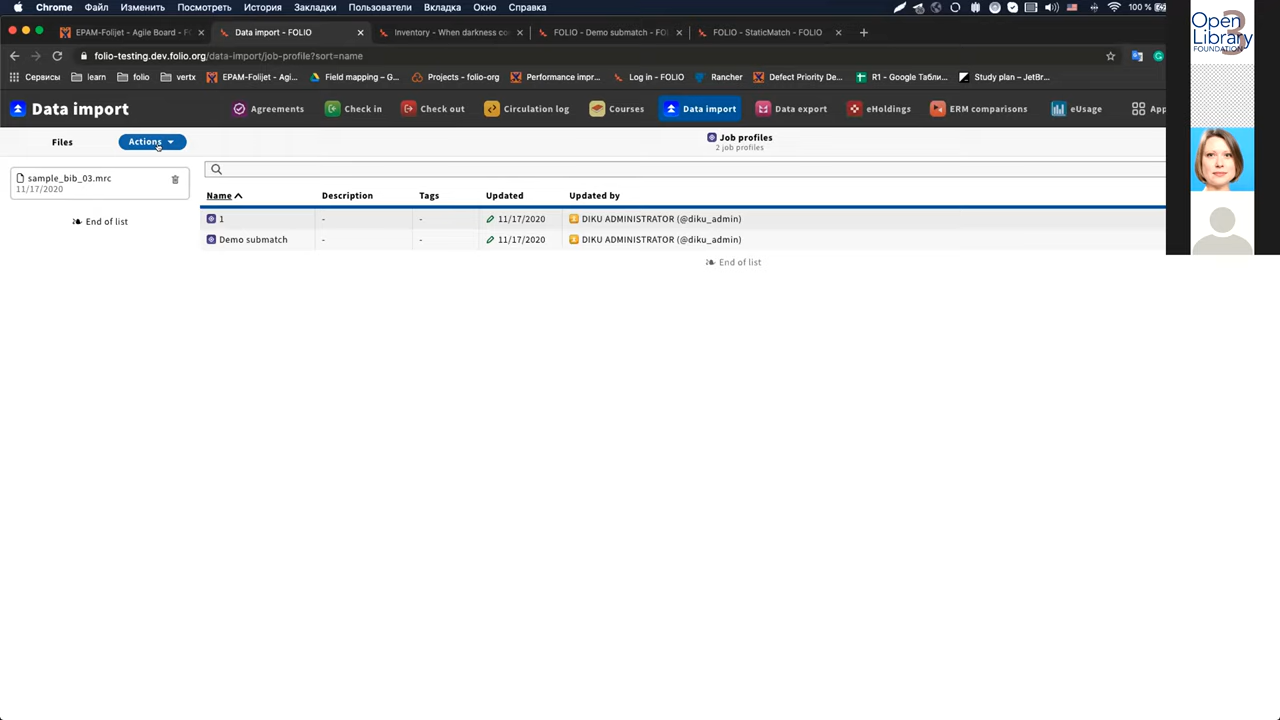 Chrome Файл Изменить Посмотреть История Закладки Пользователи Вкладка Окно Справка 100 %
EPAM-Folijet - Agile Board - F Data import - FOLIO Inventory - When darkness co FOLIO - Demo submatch - FO FOLIO - StaticMatch - FOLIO
folio-testing.dev.folio.org/data-import/job-profile?sort=name
Сервисы learn folio vertx EPAM-Folijet - Agi... Field mapping – G... Projects - folio-org Performance impr... Log in - FOLIO Rancher Defect Priority De... R1 - Google Табли... Study plan – JetBr...
Data import Agreements Check in Check out Circulation log Courses Data import Data export eHoldings ERM comparisons eUsage App
Files Actions Job profiles
2 job profiles
sample_bib_03.mrc
11/17/2020
End of list
Name Description Tags Updated Updated by
1 - - 11/17/2020 DIKU ADMINISTRATOR (@diku_admin)
Demo submatch - - 11/17/2020 DIKU ADMINISTRATOR (@diku_admin)
End of list
Open
Library
FOUNDATION
3